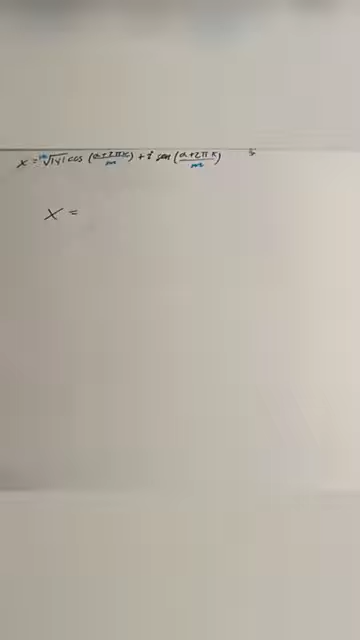 x = ᵐ√|y| cos (α+2πK/m) + i sen (α+2πK/m)
x =